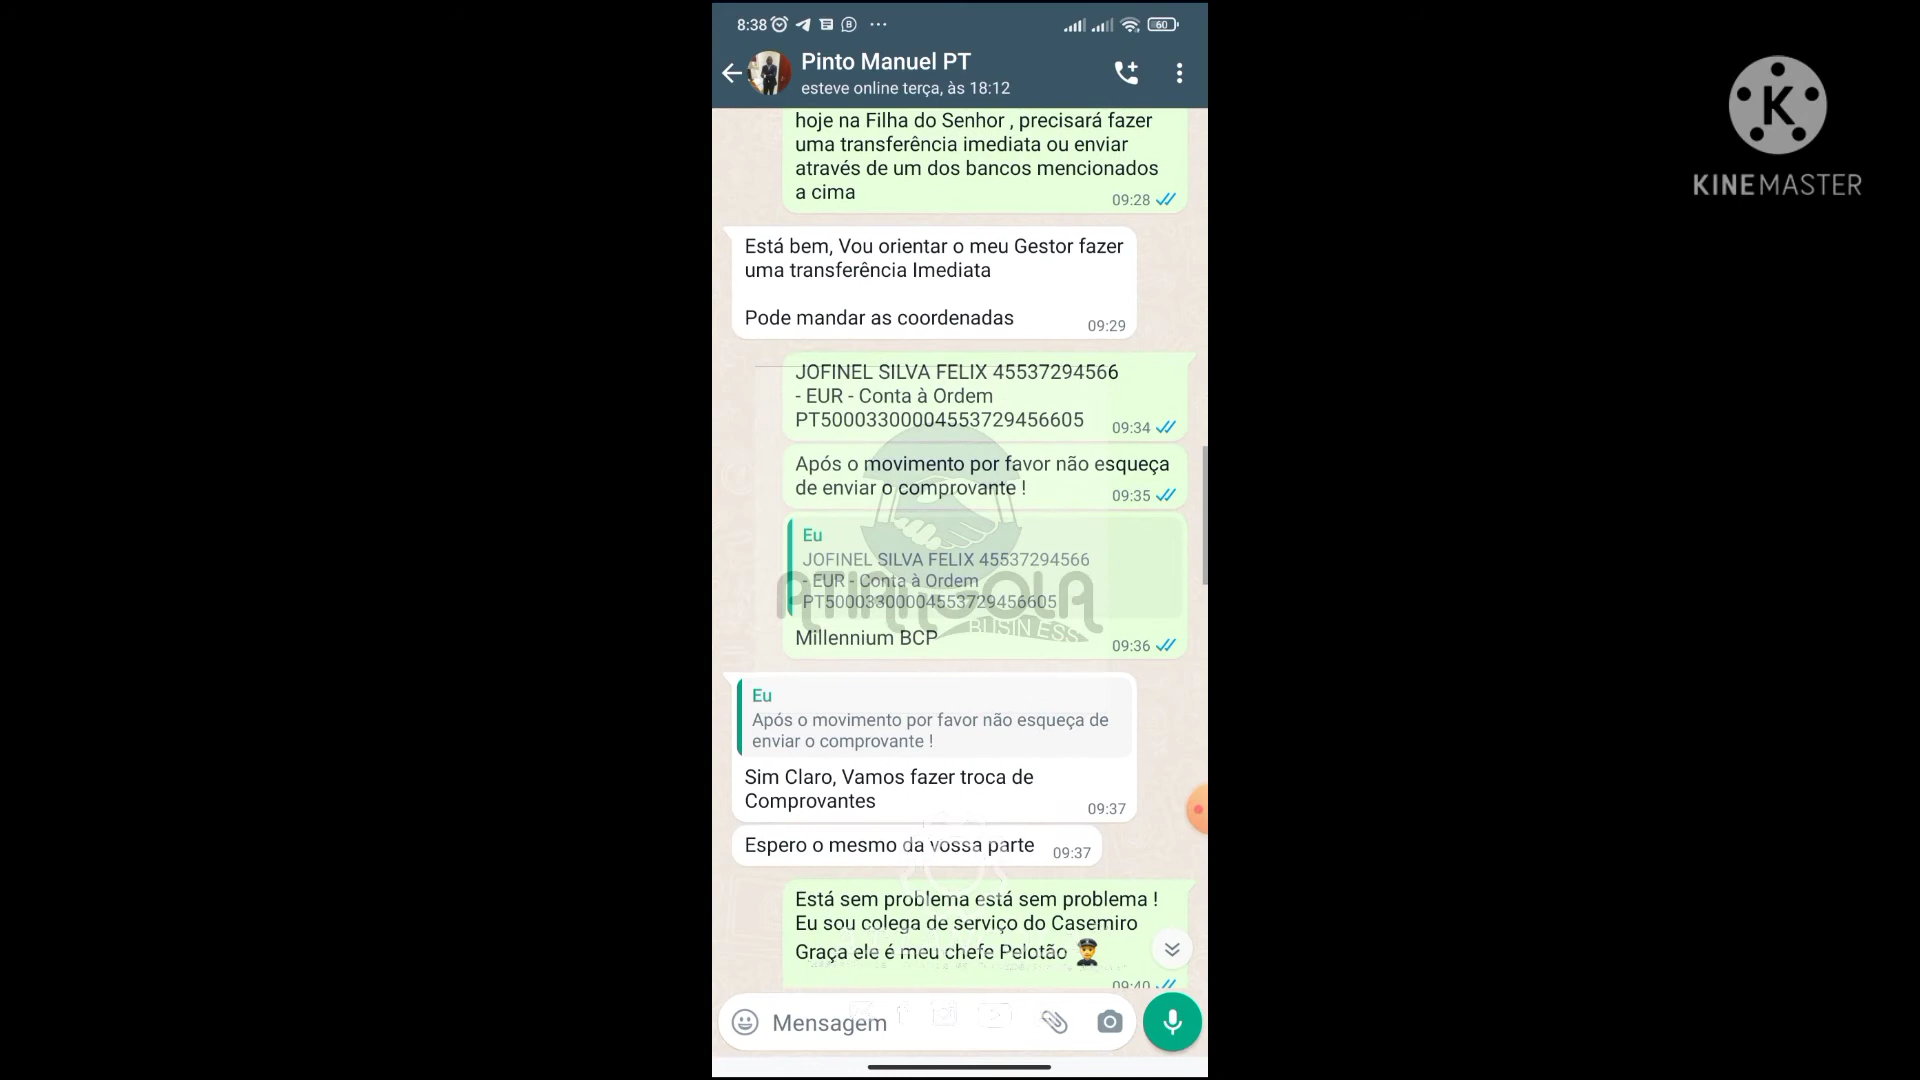 8:38
60
Pinto Manuel PT
esteve online terça, às 18:12
hoje na Filha do Senhor , precisará fazer
uma transferência imediata ou enviar
através de um dos bancos mencionados
a cima
09:28
Está bem, Vou orientar o meu Gestor fazer
uma transferência Imediata
Pode mandar as coordenadas
09:29
JOFINEL SILVA FELIX 45537294566
- EUR - Conta à Ordem
PT50003300004553729456605
09:34
Após o movimento por favor não esqueça
de enviar o comprovante !
09:35
Eu
JOFINEL SILVA FELIX 45537294566
- EUR - Conta à Ordem
PT50003300004553729456605
Millennium BCP
09:36
BUSINESS
Eu
Após o movimento por favor não esqueça de
enviar o comprovante !
Sim Claro, Vamos fazer troca de
Comprovantes
09:37
Espero o mesmo da vossa parte
09:37
Está sem problema está sem problema !
Eu sou colega de serviço do Casemiro
Graça ele é meu chefe Pelotão
09:40
Mensagem
K
KINEMASTER